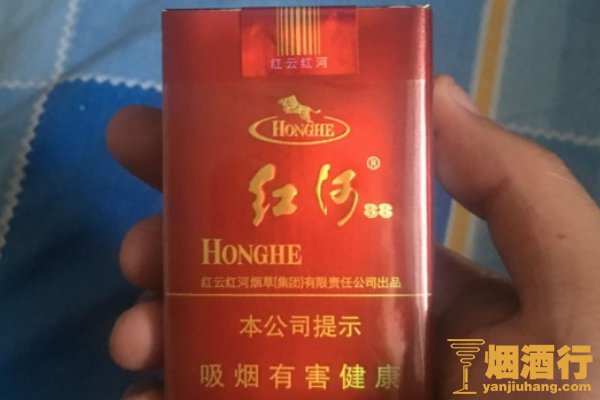 红云红河
HONGHE
红河®
88
HONGHE
红云红河烟草(集团)有限责任公司出品
本公司提示
吸烟有害健康
烟酒行
yanjiuhang.com